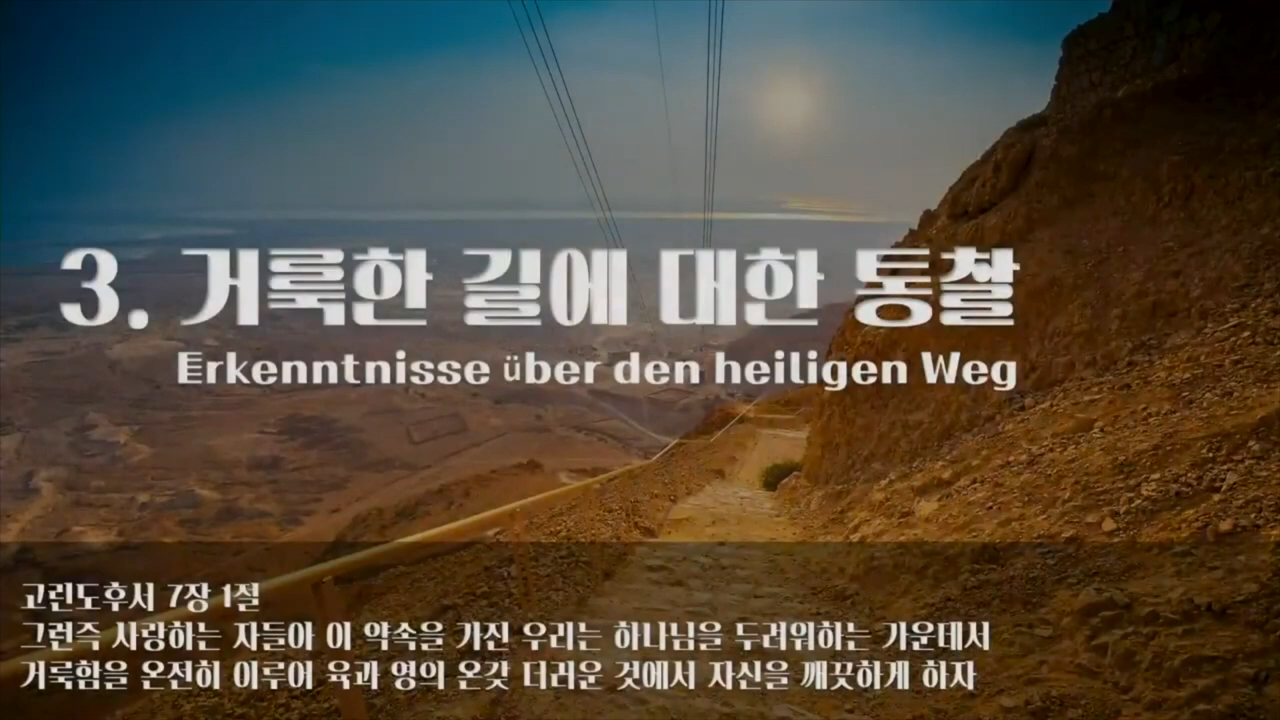 3. 거룩한 길에 대한 통찰
Erkenntnisse über den heiligen Weg
고린도후서 7장 1절
그런즉 사랑하는 자들아 이 약속을 가진 우리는 하나님을 두려워하는 가운데서
거룩함을 온전히 이루어 육과 영의 온갖 더러운 것에서 자신을 깨끗하게 하자